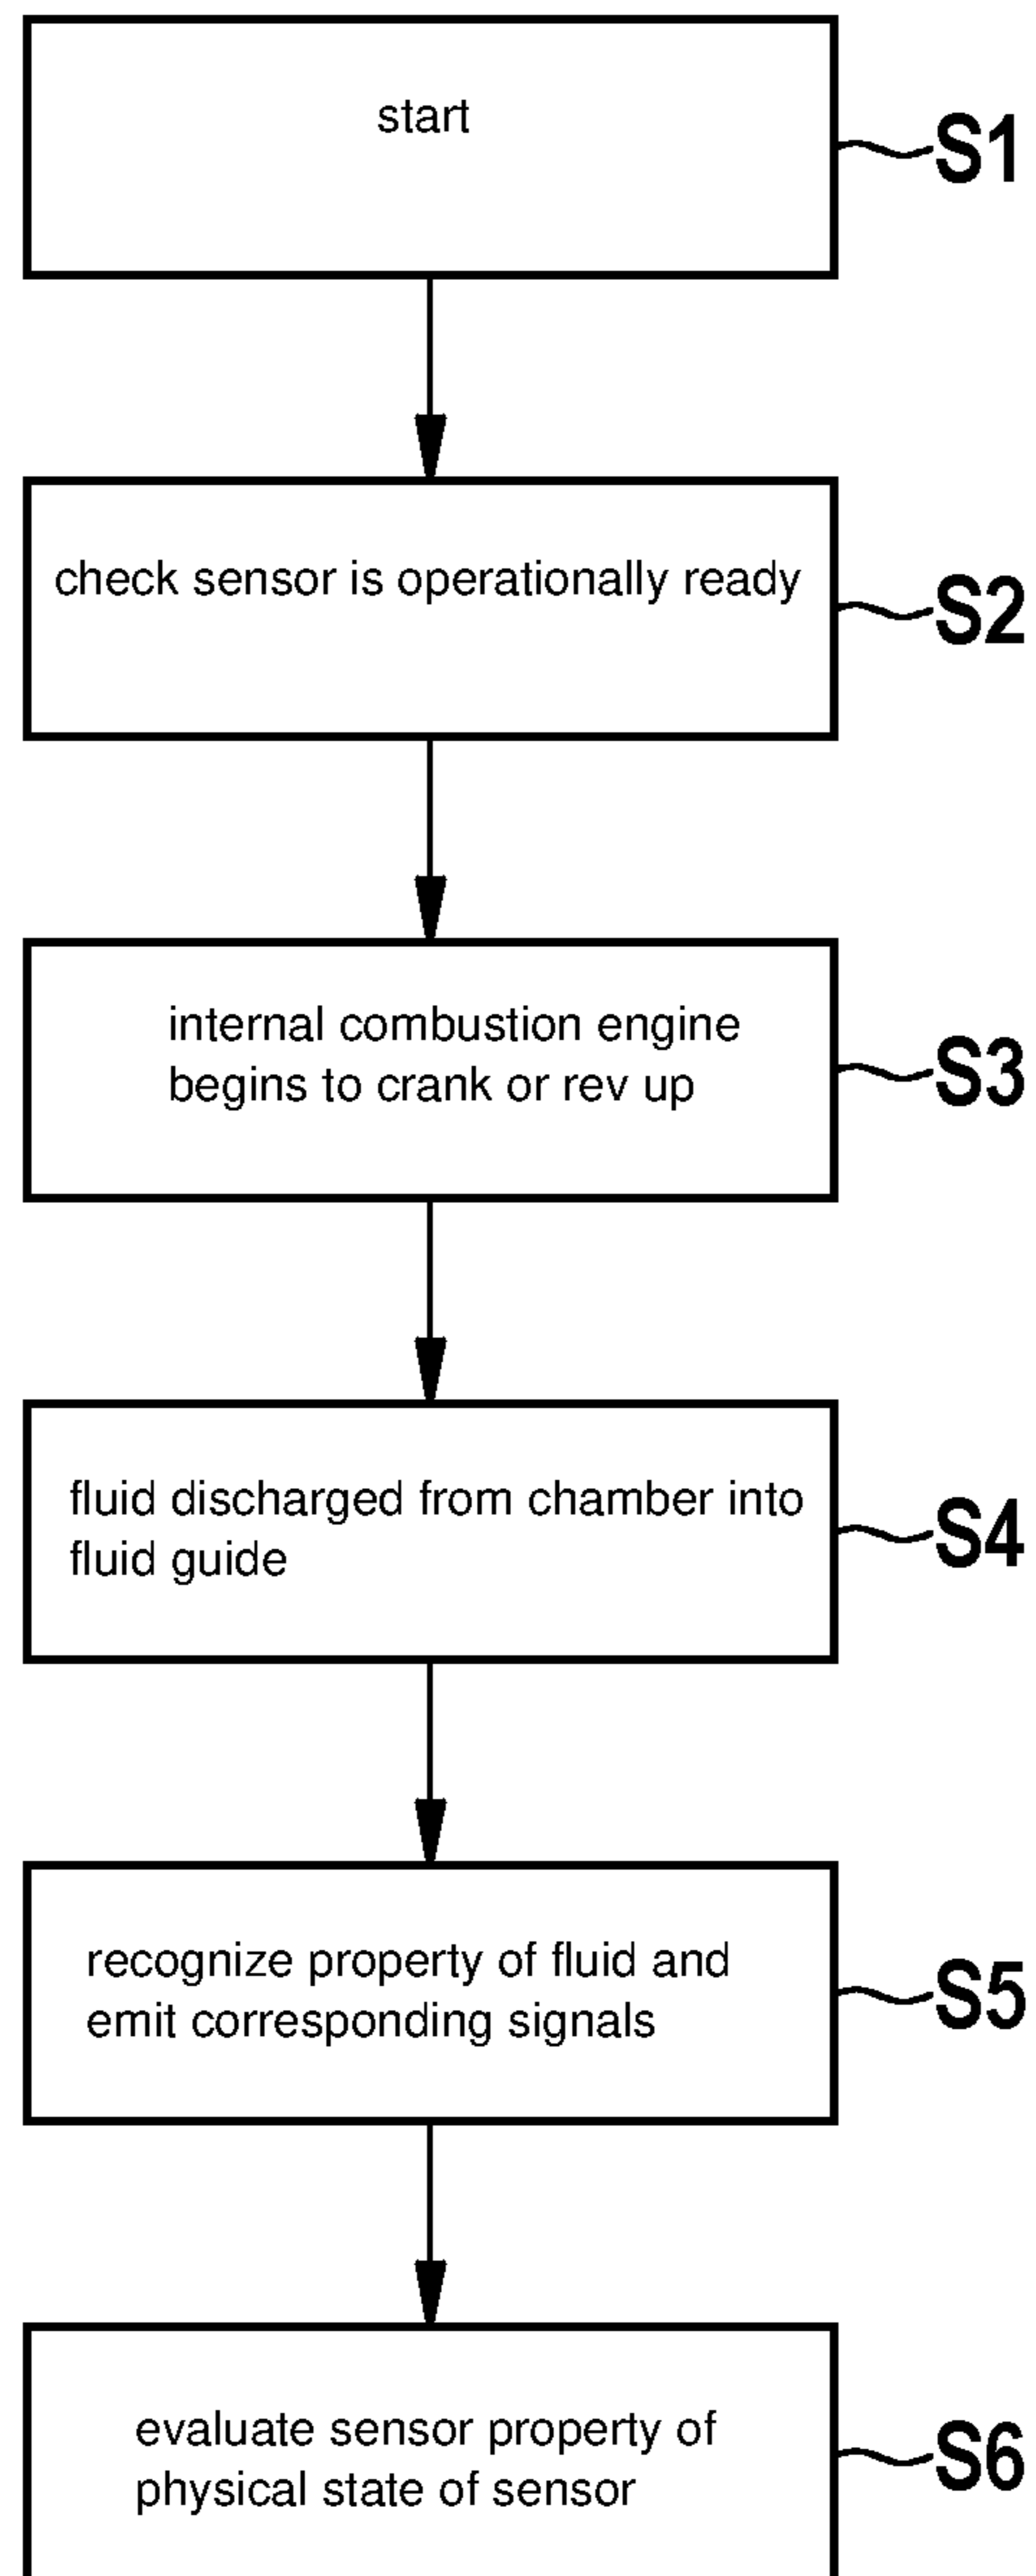 start
S1
check sensor is operationally ready
S2
internal combustion engine
begins to crank or rev up
S3
fluid discharged from chamber into
fluid guide
S4
recognize property of fluid and
emit corresponding signals
S5
evaluate sensor property of
physical state of sensor
S6